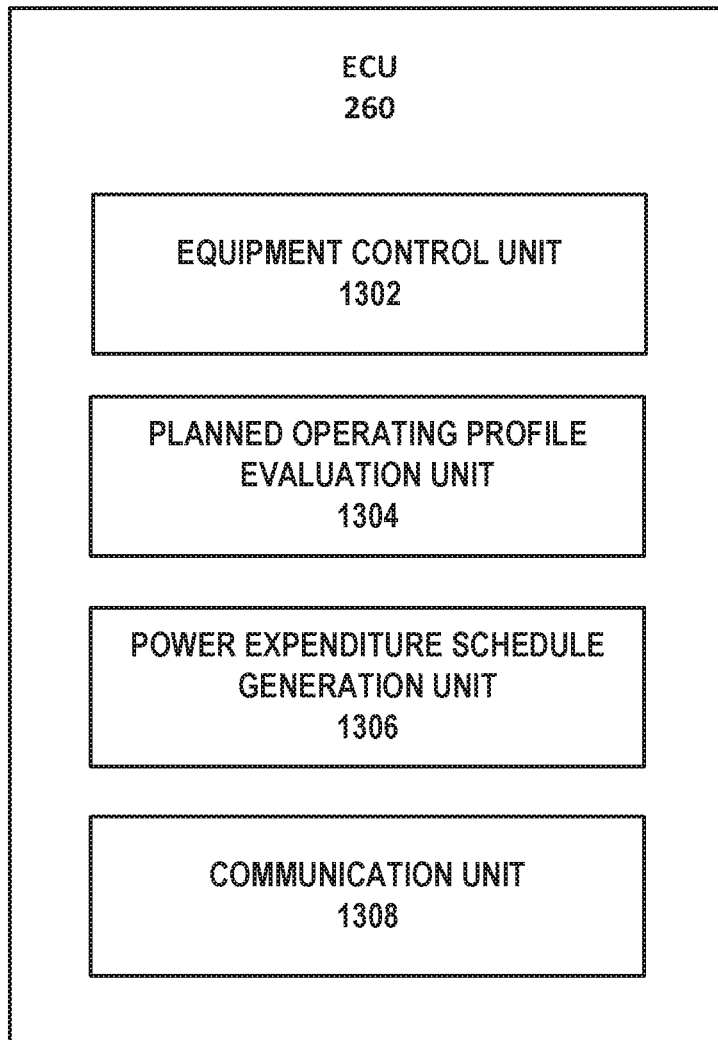 ECU
260
EQUIPMENT CONTROL UNIT
1302
PLANNED OPERATING PROFILE
EVALUATION UNIT
1304
POWER EXPENDITURE SCHEDULE
GENERATION UNIT
1306
COMMUNICATION UNIT
1308